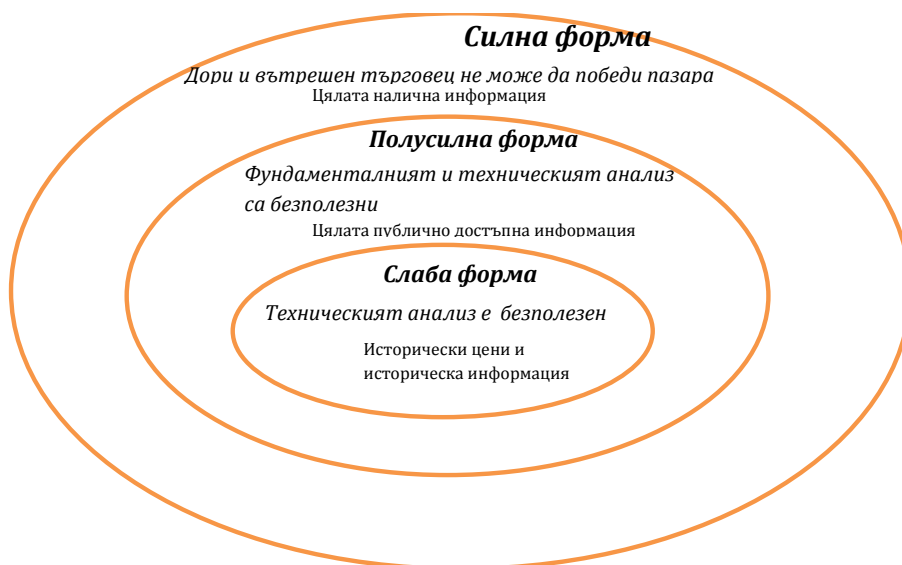 Силна форма
Дори и вътрешен търговец не може да победи пазара
Цялата налична информация
Полусилна форма
Фундаменталният и техническият анализ
са безполезни
Цялата публично достъпна информация
Слаба форма
Техническият анализ е безполезен
Исторически цени и
историческа информация